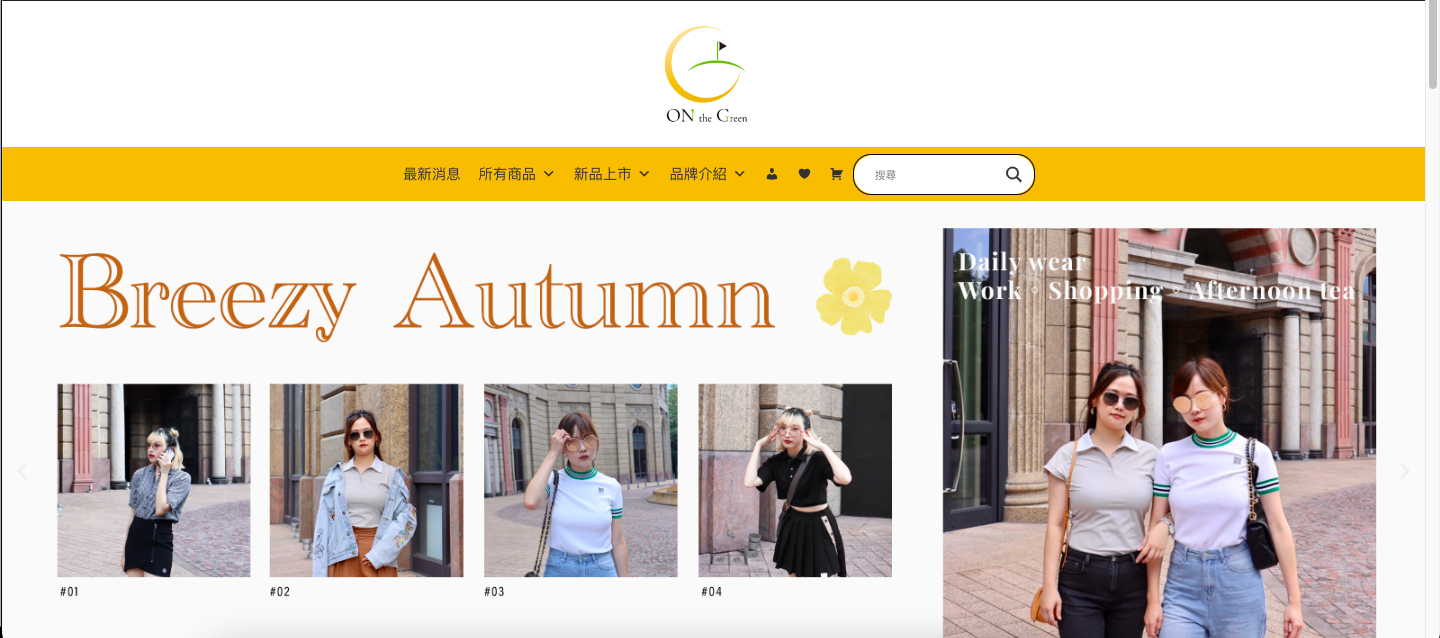 ON the Green
最新消息 所有商品 新品上市 品牌介紹 搜尋
Breezy Autumn
Daily wear
Work ◦ Shopping ◦ Afternoon tea
#01 #02 #03 #04